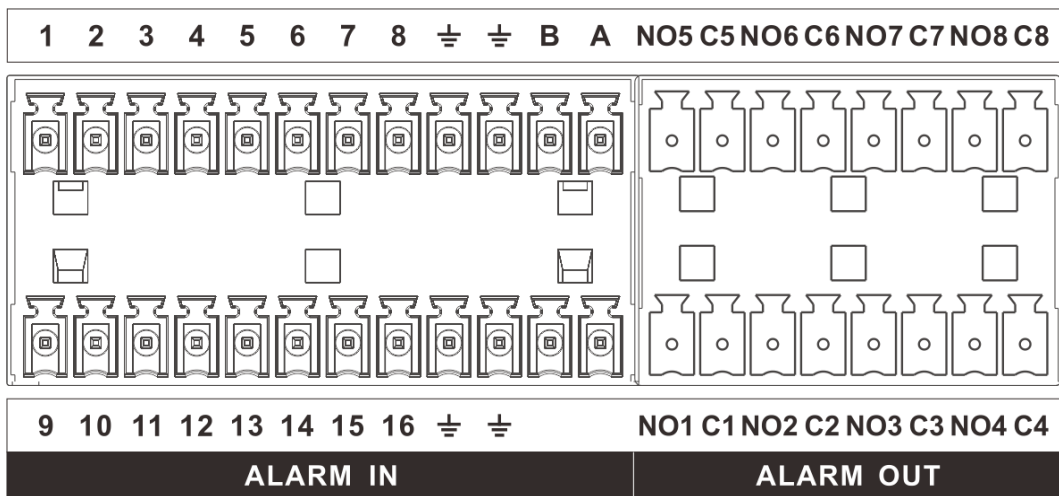 1 2 3 4 5 6 7 8 ⏚ ⏚ B A NO5 C5 NO6 C6 NO7 C7 NO8 C8
9 10 11 12 13 14 15 16 ⏚ ⏚ NO1 C1 NO2 C2 NO3 C3 NO4 C4
ALARM IN ALARM OUT